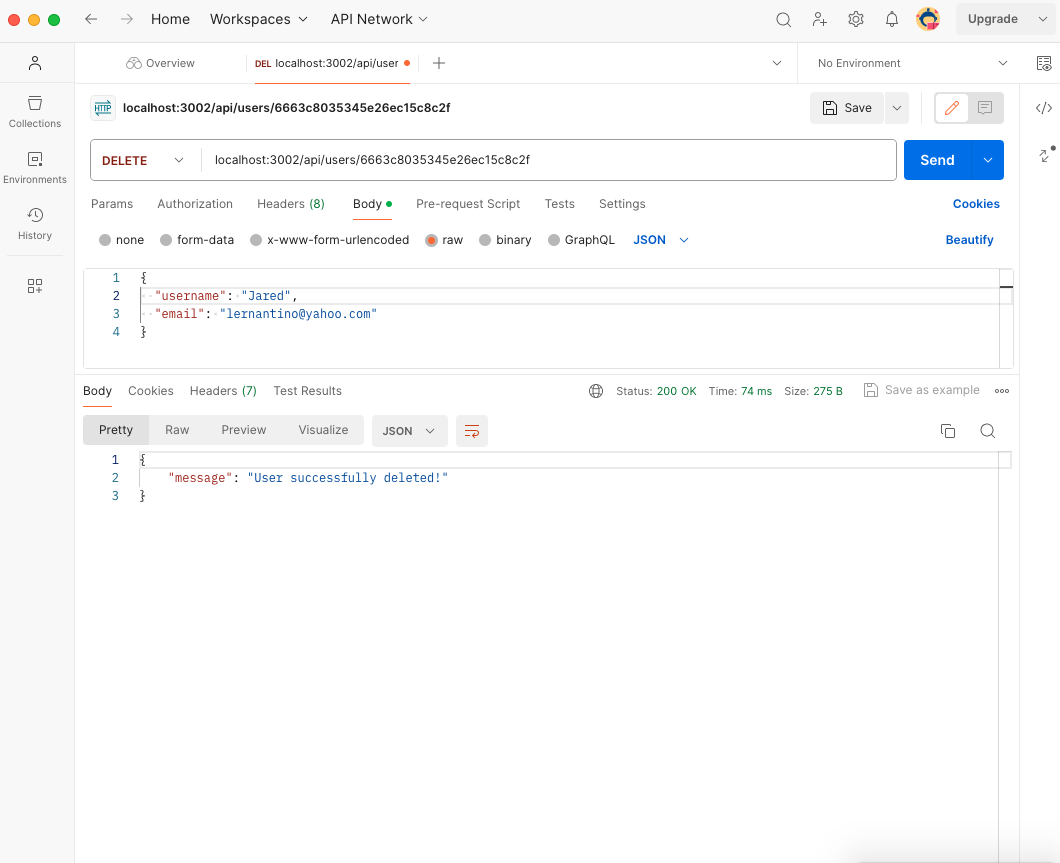 Home Workspaces API Network Upgrade
Overview DEL localhost:3002/api/user No Environment
HTTP localhost:3002/api/users/6663c8035345e26ec15c8c2f Save
Collections
DELETE localhost:3002/api/users/6663c8035345e26ec15c8c2f Send
Environments
Params Authorization Headers (8) Body Pre-request Script Tests Settings Cookies
History
none form-data x-www-form-urlencoded raw binary GraphQL JSON Beautify
1 {
2 "username": "Jared",
3 "email": "lernantino@yahoo.com"
4 }
Body Cookies Headers (7) Test Results Status: 200 OK Time: 74 ms Size: 275 B Save as example
Pretty Raw Preview Visualize JSON
1 {
2 "message": "User successfully deleted!"
3 }